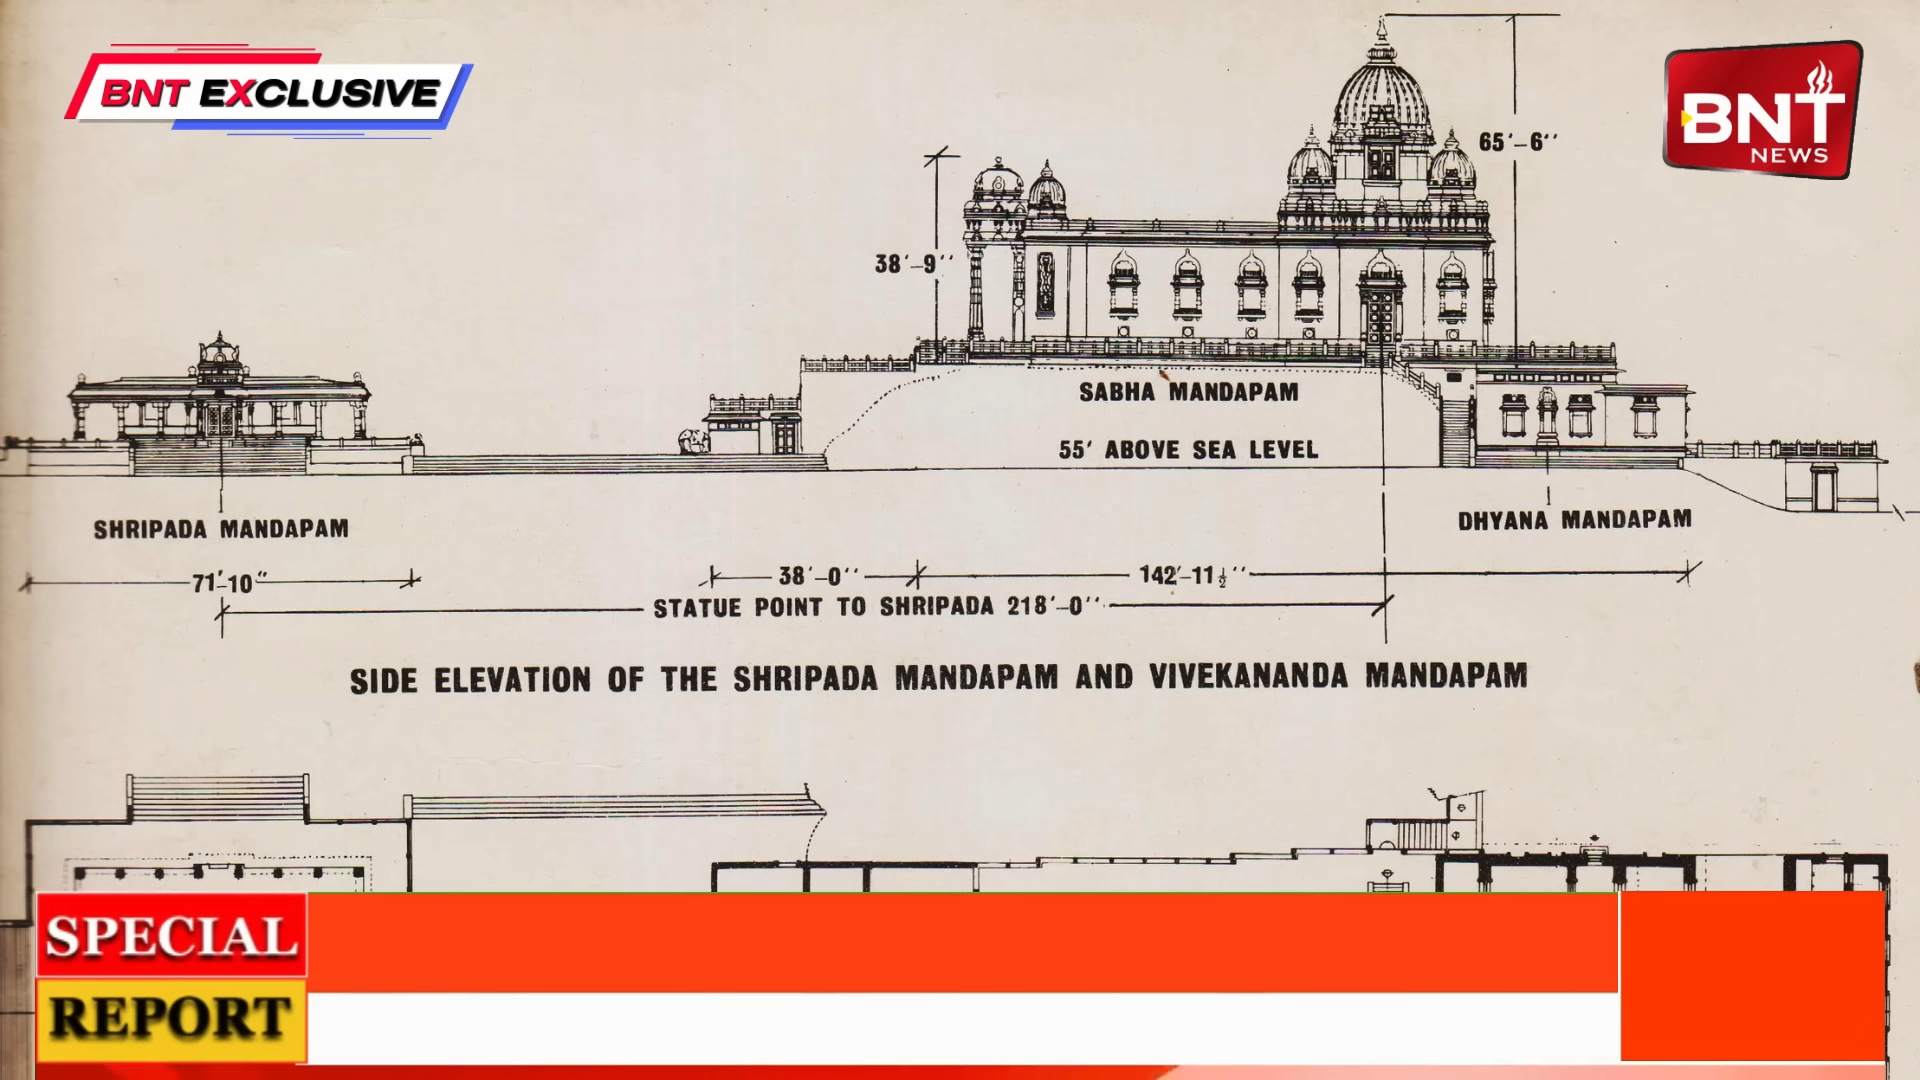 BNT EXCLUSIVE
BNT
NEWS
65'-6''
38'-9''
SABHA MANDAPAM
55' ABOVE SEA LEVEL
SHRIPADA MANDAPAM
DHYANA MANDAPAM
71'-10"
38'-0''
142'-11½''
STATUE POINT TO SHRIPADA 218'-0''
SIDE ELEVATION OF THE SHRIPADA MANDAPAM AND VIVEKANANDA MANDAPAM
SPECIAL
REPORT